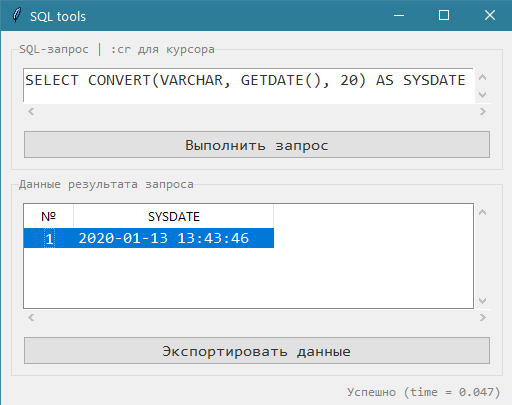 SQL tools
SQL-запрос | :cr для курсора
SELECT CONVERT(VARCHAR, GETDATE(), 20) AS SYSDATE
Выполнить запрос
Данные результата запроса
№ SYSDATE
1 2020-01-13 13:43:46
Экспортировать данные
Успешно (time = 0.047)